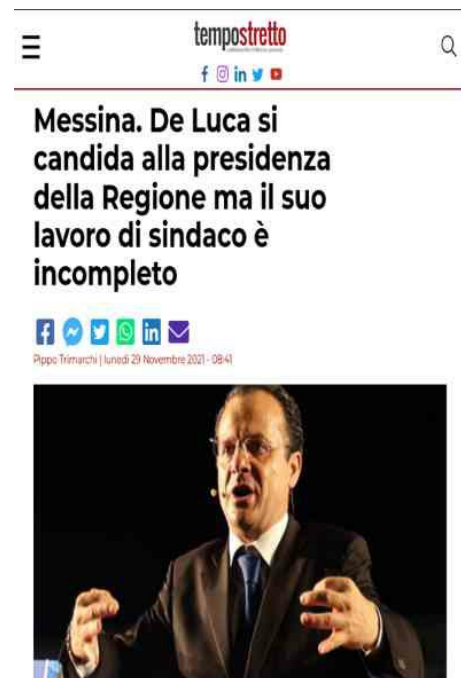 tempostretto
Messina. De Luca si
candida alla presidenza
della Regione ma il suo
lavoro di sindaco è
incompleto
Pippo Trimarchi | lunedì 29 Novembre 2021 - 08:41